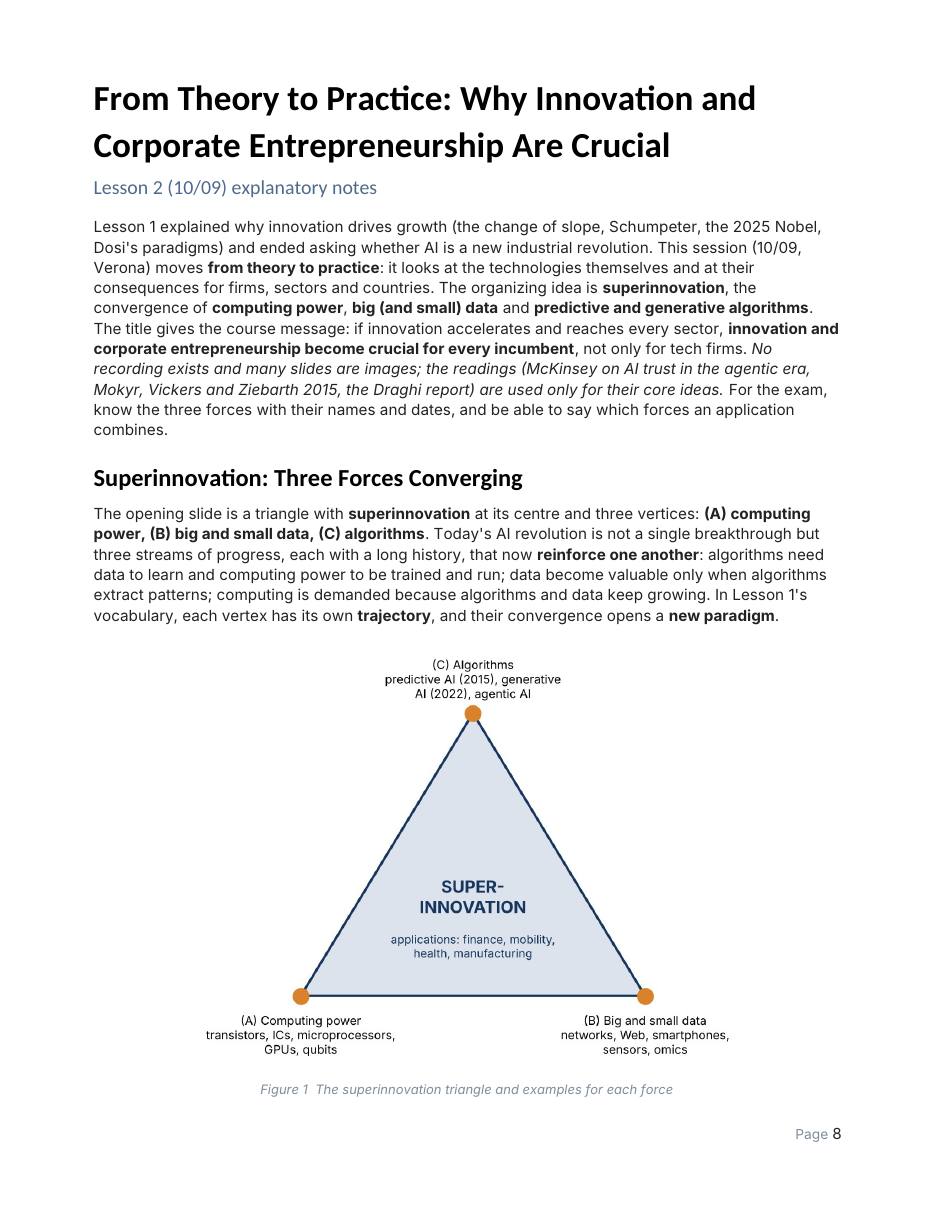 From Theory to Practice: Why Innovation and
Corporate Entrepreneurship Are Crucial
Lesson 2 (10/09) explanatory notes
Lesson 1 explained why innovation drives growth (the change of slope, Schumpeter, the 2025 Nobel,
Dosi's paradigms) and ended asking whether AI is a new industrial revolution. This session (10/09,
Verona) moves from theory to practice: it looks at the technologies themselves and at their
consequences for firms, sectors and countries. The organizing idea is superinnovation, the
convergence of computing power, big (and small) data and predictive and generative algorithms.
The title gives the course message: if innovation accelerates and reaches every sector, innovation and
corporate entrepreneurship become crucial for every incumbent, not only for tech firms. No
recording exists and many slides are images; the readings (McKinsey on AI trust in the agentic era,
Mokyr, Vickers and Ziebarth 2015, the Draghi report) are used only for their core ideas. For the exam,
know the three forces with their names and dates, and be able to say which forces an application
combines.
Superinnovation: Three Forces Converging
The opening slide is a triangle with superinnovation at its centre and three vertices: (A) computing
power, (B) big and small data, (C) algorithms. Today's AI revolution is not a single breakthrough but
three streams of progress, each with a long history, that now reinforce one another: algorithms need
data to learn and computing power to be trained and run; data become valuable only when algorithms
extract patterns; computing is demanded because algorithms and data keep growing. In Lesson 1's
vocabulary, each vertex has its own trajectory, and their convergence opens a new paradigm.
(C) Algorithms
predictive AI (2015), generative
AI (2022), agentic AI
SUPER-
INNOVATION
applications: finance, mobility,
health, manufacturing
(A) Computing power
transistors, ICs, microprocessors,
GPUs, qubits
(B) Big and small data
networks, Web, smartphones,
sensors, omics
Figure 1 The superinnovation triangle and examples for each force
Page 8